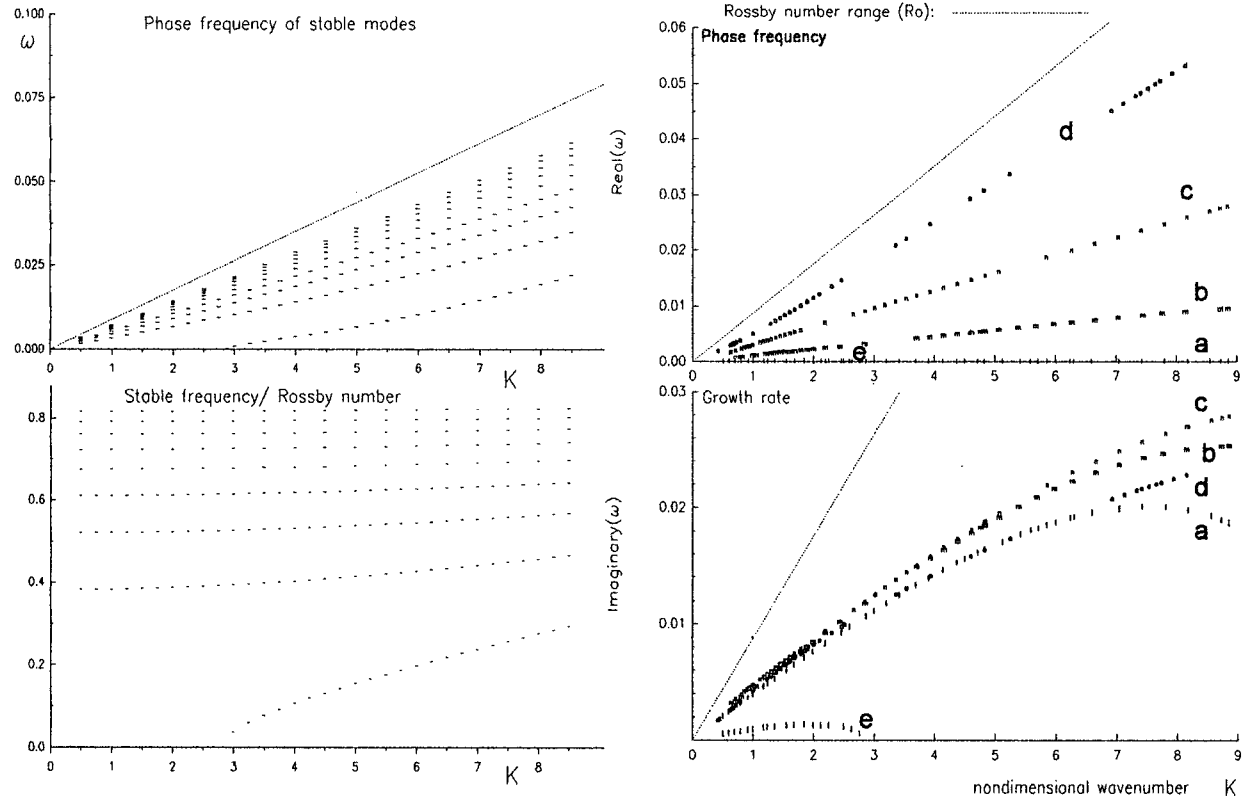 Phase frequency of stable modes
ω
0.100
0.075
0.050
0.025
0.000
0 1 2 3 4 5 6 7 8
K
Stable frequency/ Rossby number
0.8
0.6
0.4
0.2
0.0
0 1 2 3 4 5 6 7 8
K
Rossby number range (Ro):
Phase frequency
Real(ω)
0.06
0.05
0.04
0.03
0.02
0.01
0.00
d
c
b
a
e
0 1 2 3 4 5 6 7 8 9
Growth rate
Imaginary(ω)
0.03
0.02
0.01
c
b
d
a
e
0 1 2 3 4 5 6 7 8 9
nondimensional wavenumber K